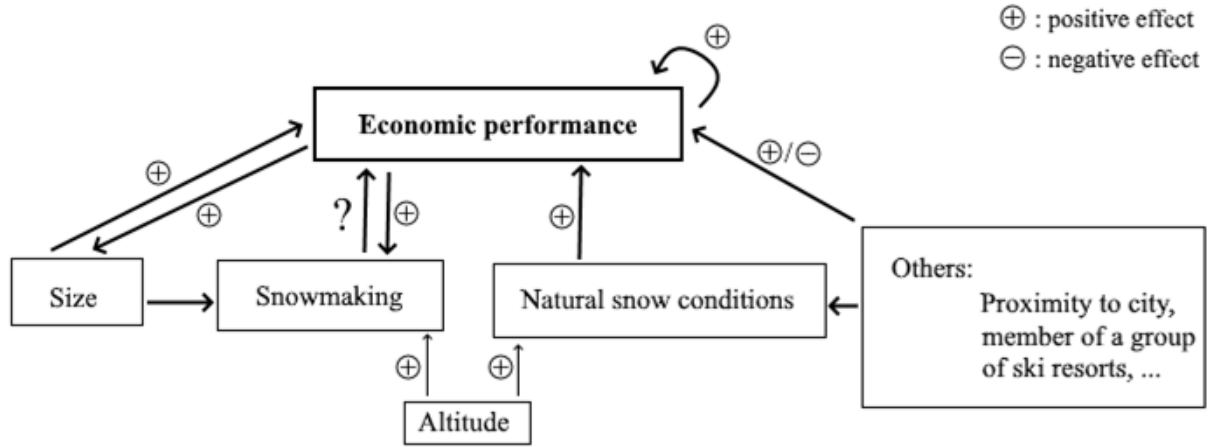 ⊕ : positive effect
⊖ : negative effect
⊕
Economic performance
⊕
⊕/⊖
⊕
?
⊕
⊕
Size
Snowmaking
Natural snow conditions
Others:
Proximity to city,
member of a group
of ski resorts, ...
⊕
⊕
Altitude